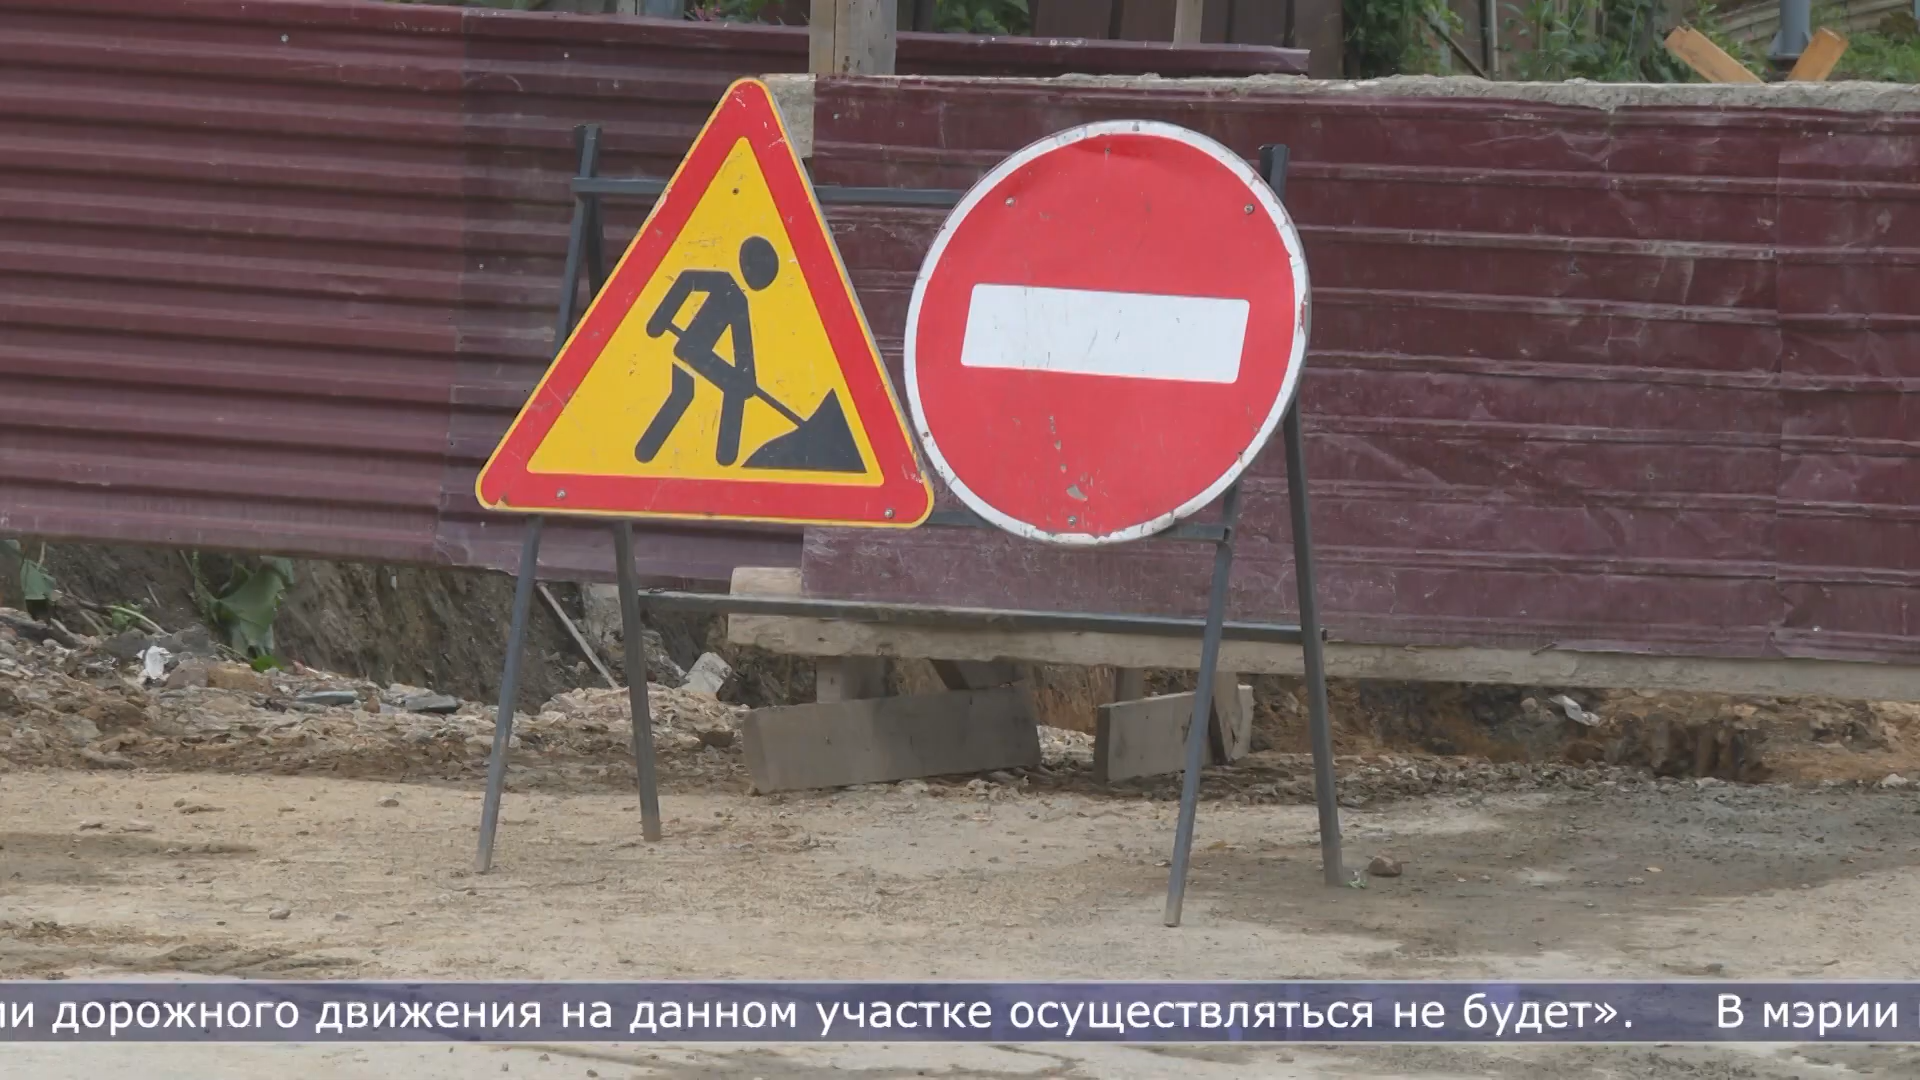 дорожного движения на данном участке осуществляться не будет». В мэрии